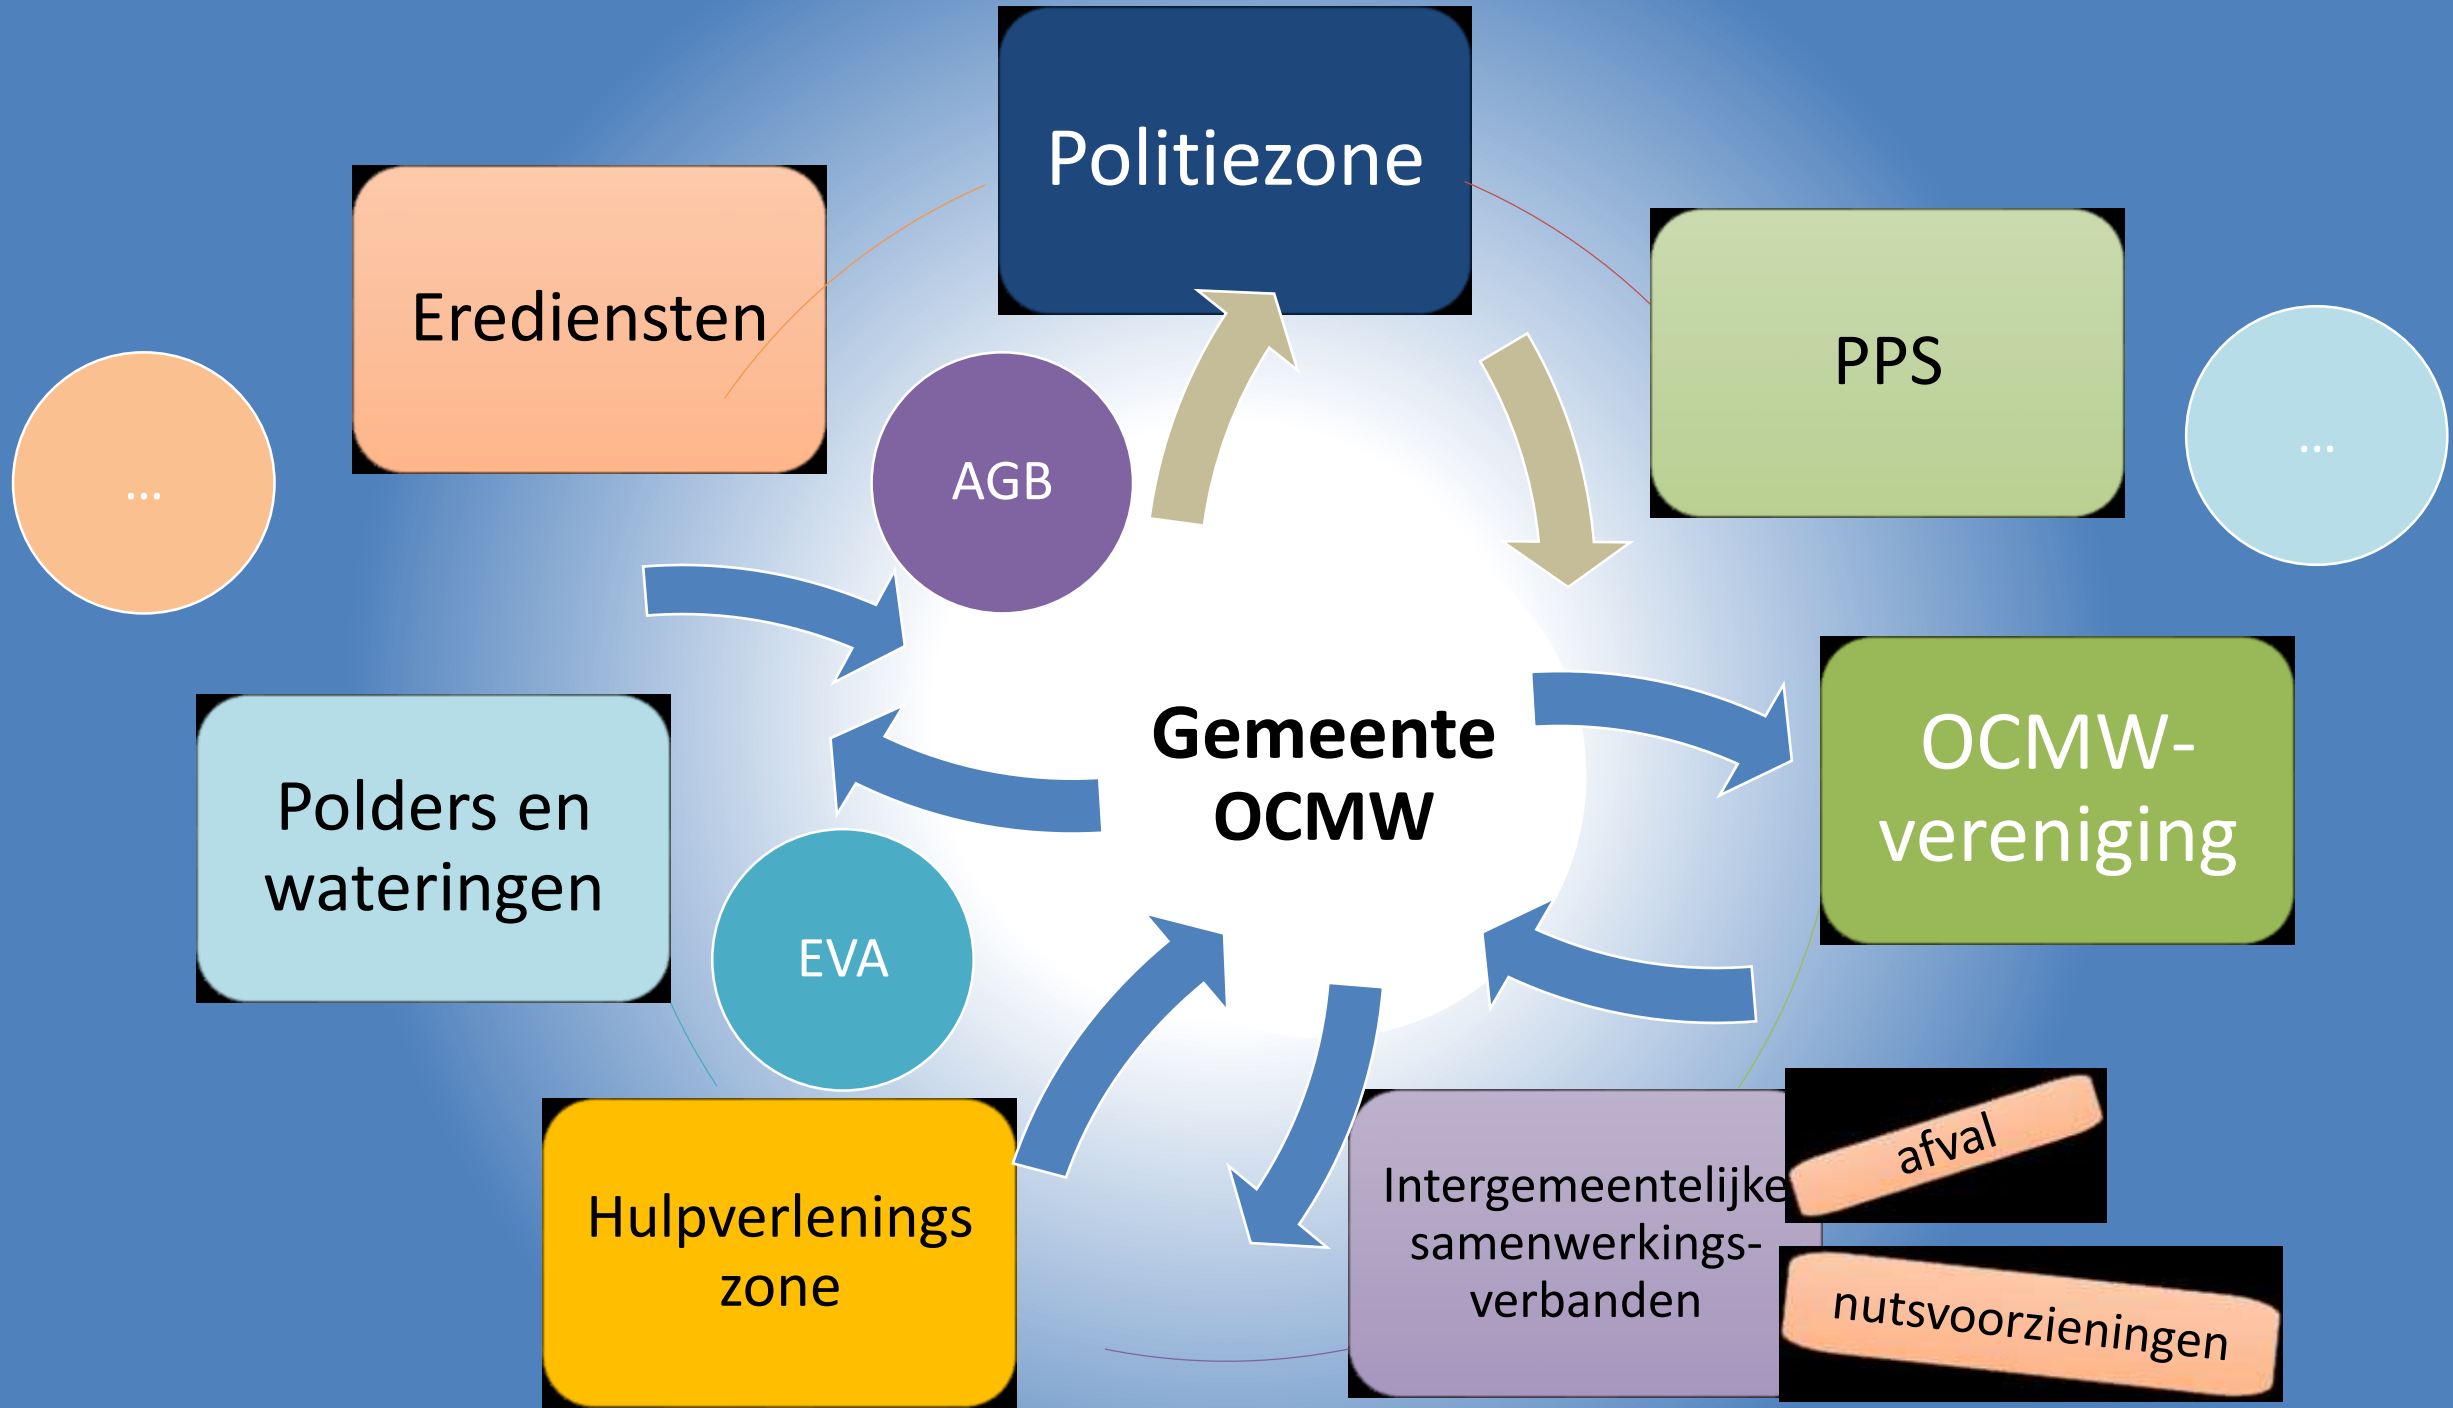 Politiezone
Erediensten
PPS
...
...
AGB
Gemeente
OCMW
OCMW-
vereniging
Polders en
wateringen
EVA
afval
Hulpverlenings
zone
Intergemeentelijke
samenwerkings-
verbanden
nutsvoorzieningen